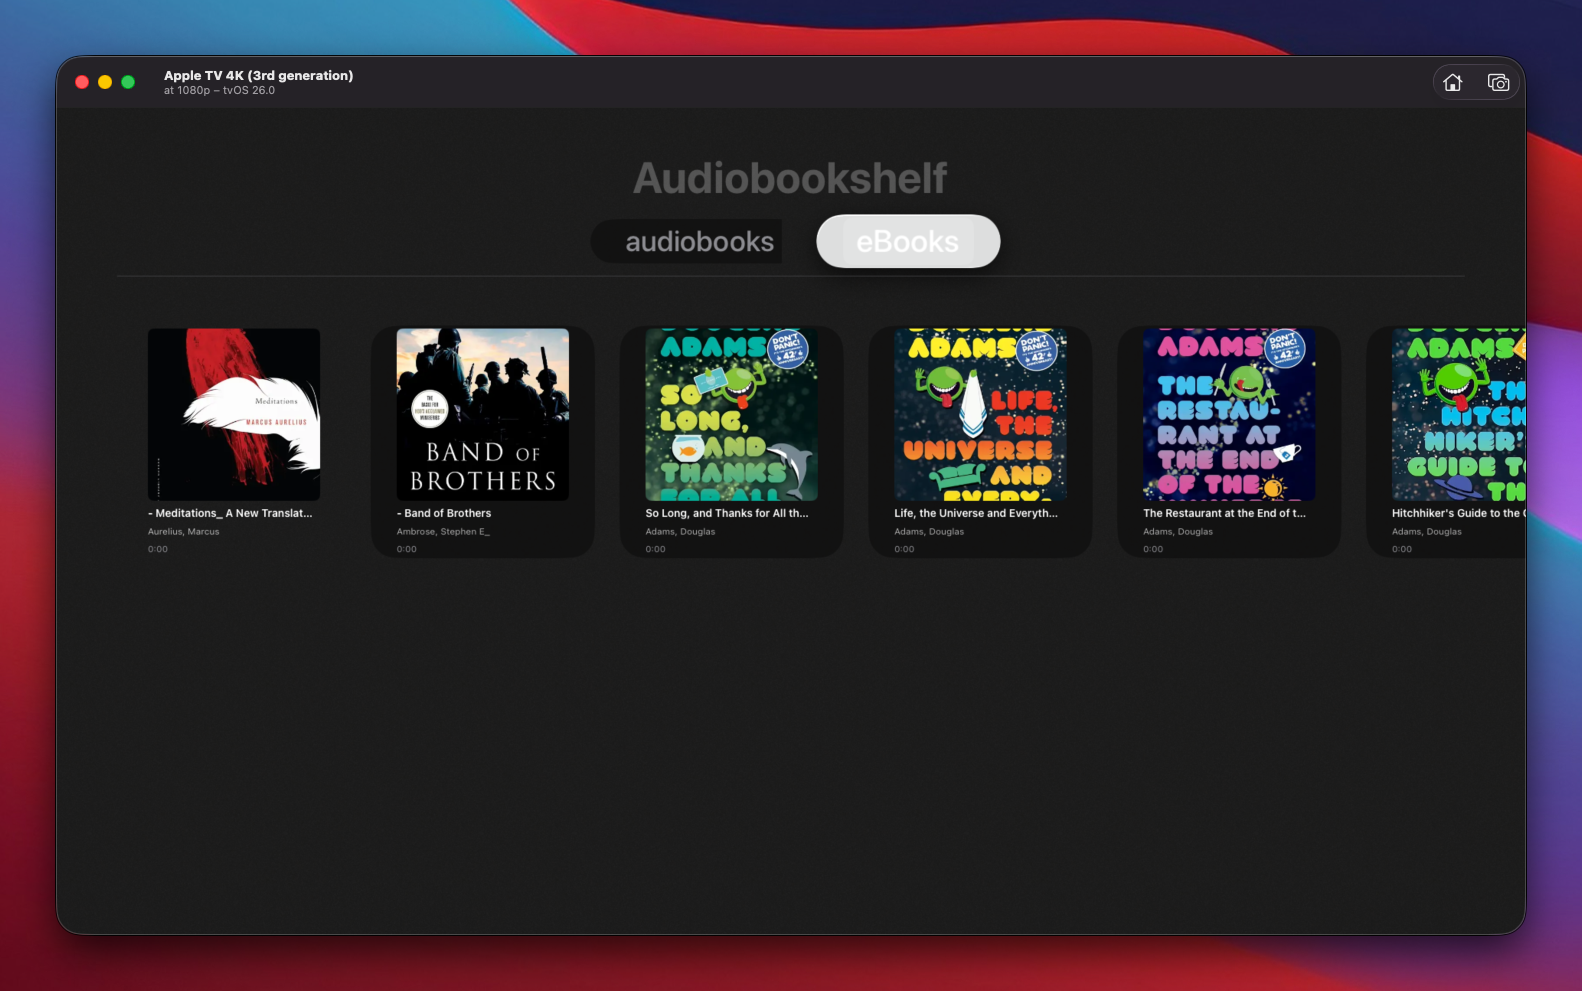 Apple TV 4K (3rd generation)
at 1080p – tvOS 26.0
Audiobookshelf
audiobooks
eBooks
Meditations
MARCUS AURELIUS
BAND OF
BROTHERS
ADAMS
DON'T
PANIC!
42
SO
LONG,
AND
THANKS
FOR ALL
ADAMS
DON'T
PANIC!
42
LIFE,
THE
UNIVERSE
AND
EVERY-
ADAMS
DON'T
PANIC!
42
THE
RESTAU-
RANT AT
THE END
OF THE
ADAMS
TH
HITCH
HIKER'
GUIDE TO
TH
- Meditations_ A New Translat...
Aurelius, Marcus
0:00
- Band of Brothers
Ambrose, Stephen E_
0:00
So Long, and Thanks for All th...
Adams, Douglas
0:00
Life, the Universe and Everyth...
Adams, Douglas
0:00
The Restaurant at the End of t...
Adams, Douglas
0:00
Hitchhiker's Guide to the
Adams, Douglas
0:00